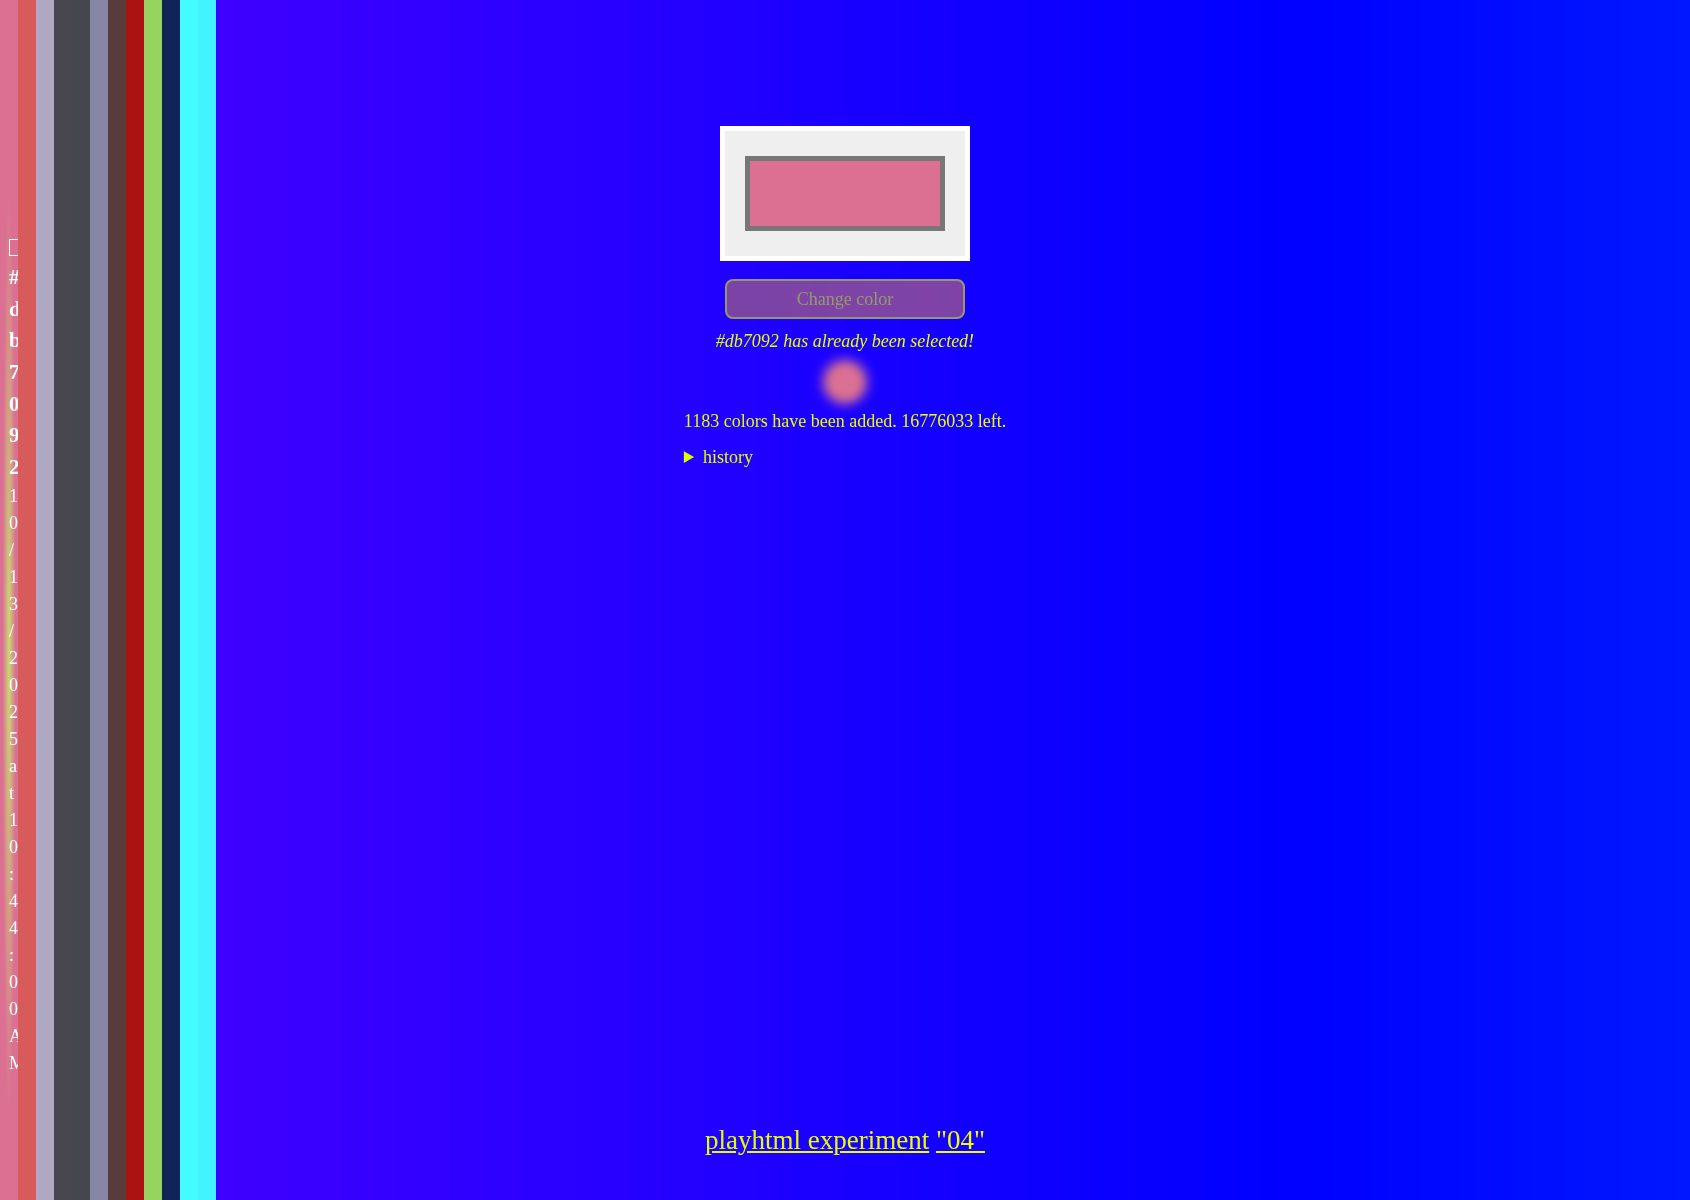 #db7092 10/13/2025 at 10:44:00 AM
Change color
#db7092 has already been selected!
1183 colors have been added. 16776033 left.
history
playhtml experiment "04"